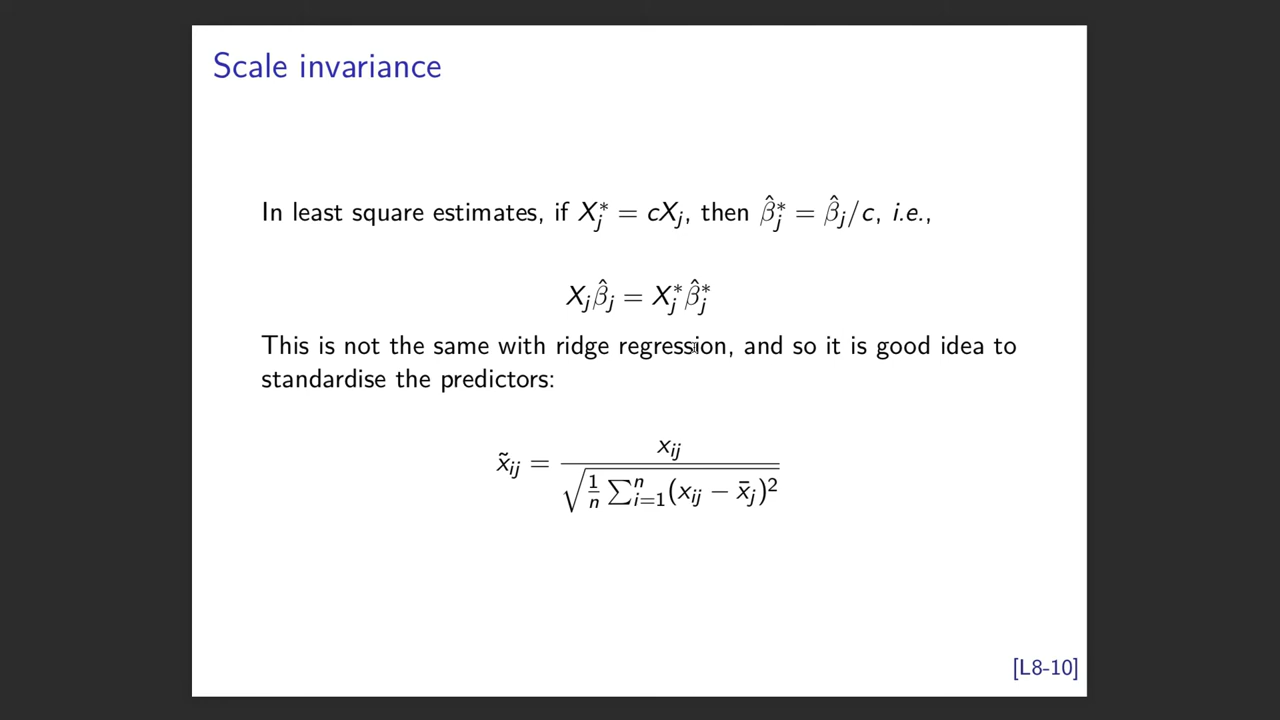 Scale invariance
In least square estimates, if X*_j = cX_j, then β̂*_j = β̂_j/c, i.e.,
X_jβ̂_j = X*_jβ̂*_j
This is not the same with ridge regression, and so it is good idea to
standardise the predictors:
x̃_ij = x_ij / √(1/n ∑_{i=1}^n (x_ij − x̄_j)²)
[L8-10]